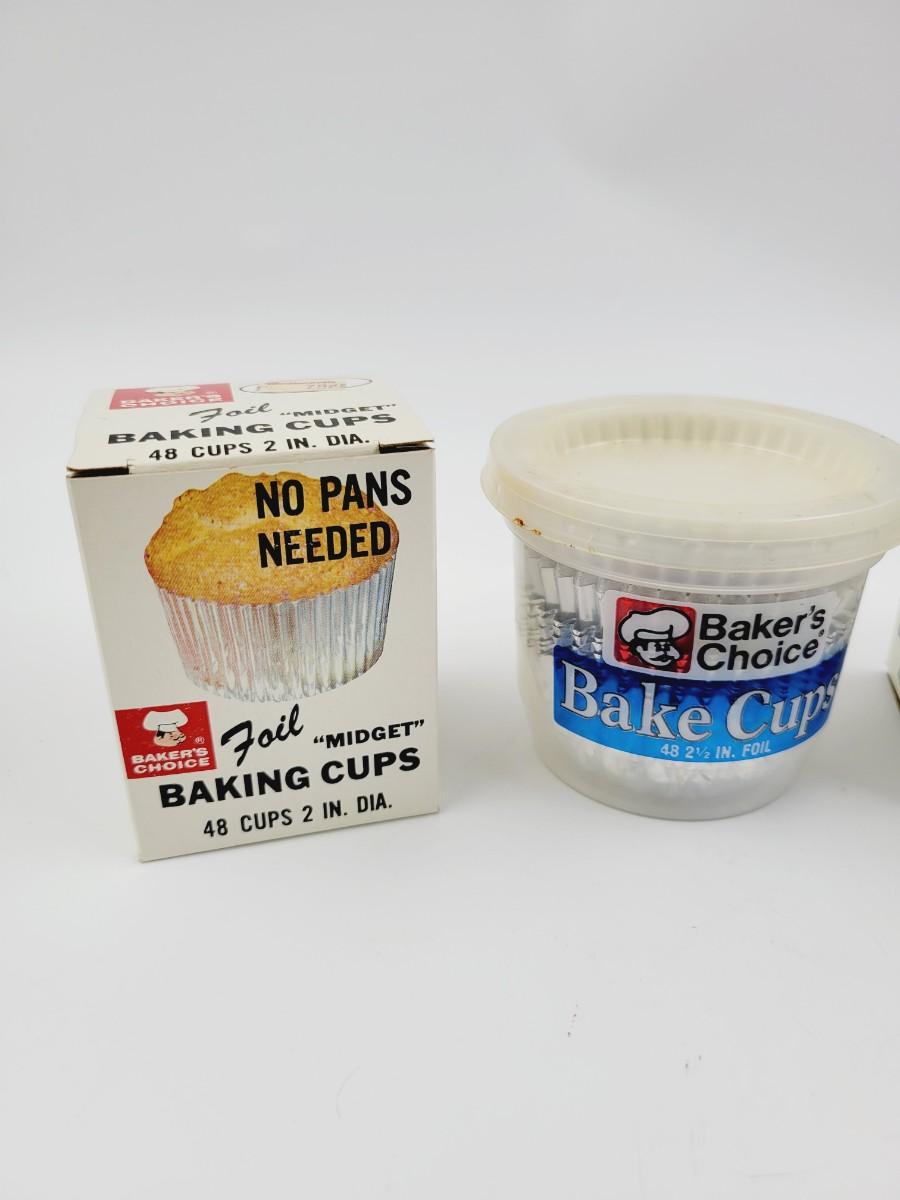 BAKER'S
CHOICE
Foil "MIDGET"
BAKING CUPS
48 CUPS 2 IN. DIA.
NO PANS
NEEDED
BAKER'S ®
CHOICE
Foil "MIDGET"
BAKING CUPS
48 CUPS 2 IN. DIA.
Baker's
Choice®
Bake Cups
48 2½ IN. FOIL